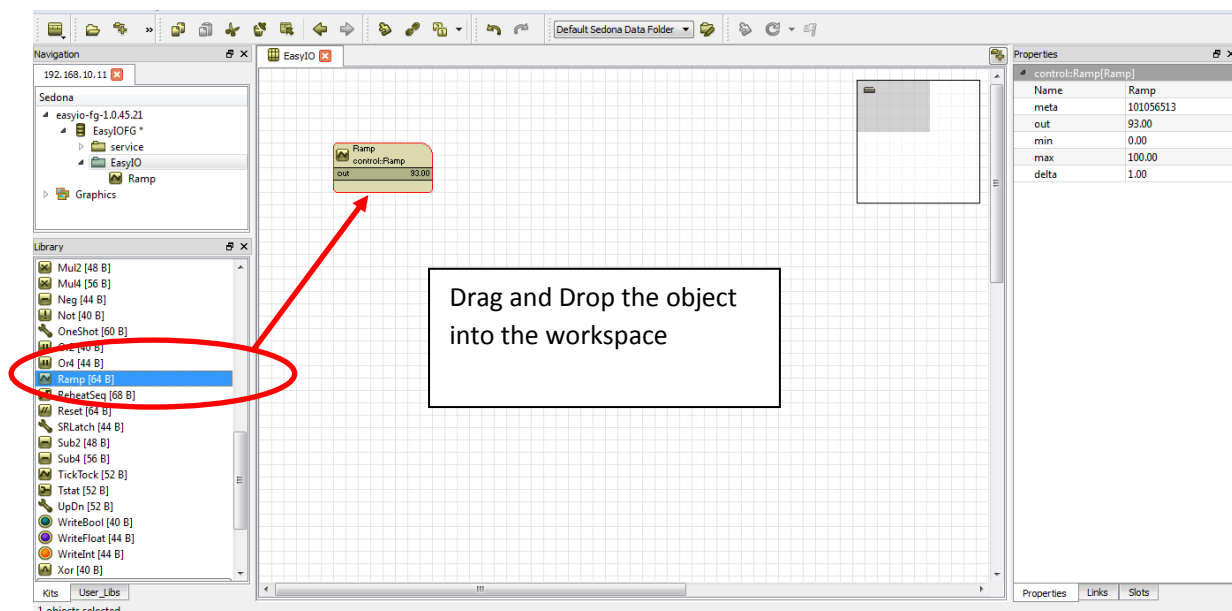 Default Sedona Data Folder
Navigation
192.168.10.11
Sedona
easyio-fg-1.0.45.21
EasyIOFG *
service
EasyIO
Ramp
Graphics
Library
Mul2 [48 B]
Mul4 [56 B]
Neg [44 B]
Not [40 B]
OneShot [60 B]
Or2 [40 B]
Or4 [44 B]
Ramp [64 B]
ReheatSeq [68 B]
Reset [64 B]
SRLatch [44 B]
Sub2 [48 B]
Sub4 [56 B]
TickTock [52 B]
Tstat [52 B]
UpDn [52 B]
WriteBool [40 B]
WriteFloat [44 B]
WriteInt [44 B]
Xor [40 B]
Kits User_Libs
1 objects selected
EasyIO
Ramp
control::Ramp
out 93.00
Drag and Drop the object
into the workspace
Properties
control::Ramp[Ramp]
Name Ramp
meta 101056513
out 93.00
min 0.00
max 100.00
delta 1.00
Properties Links Slots